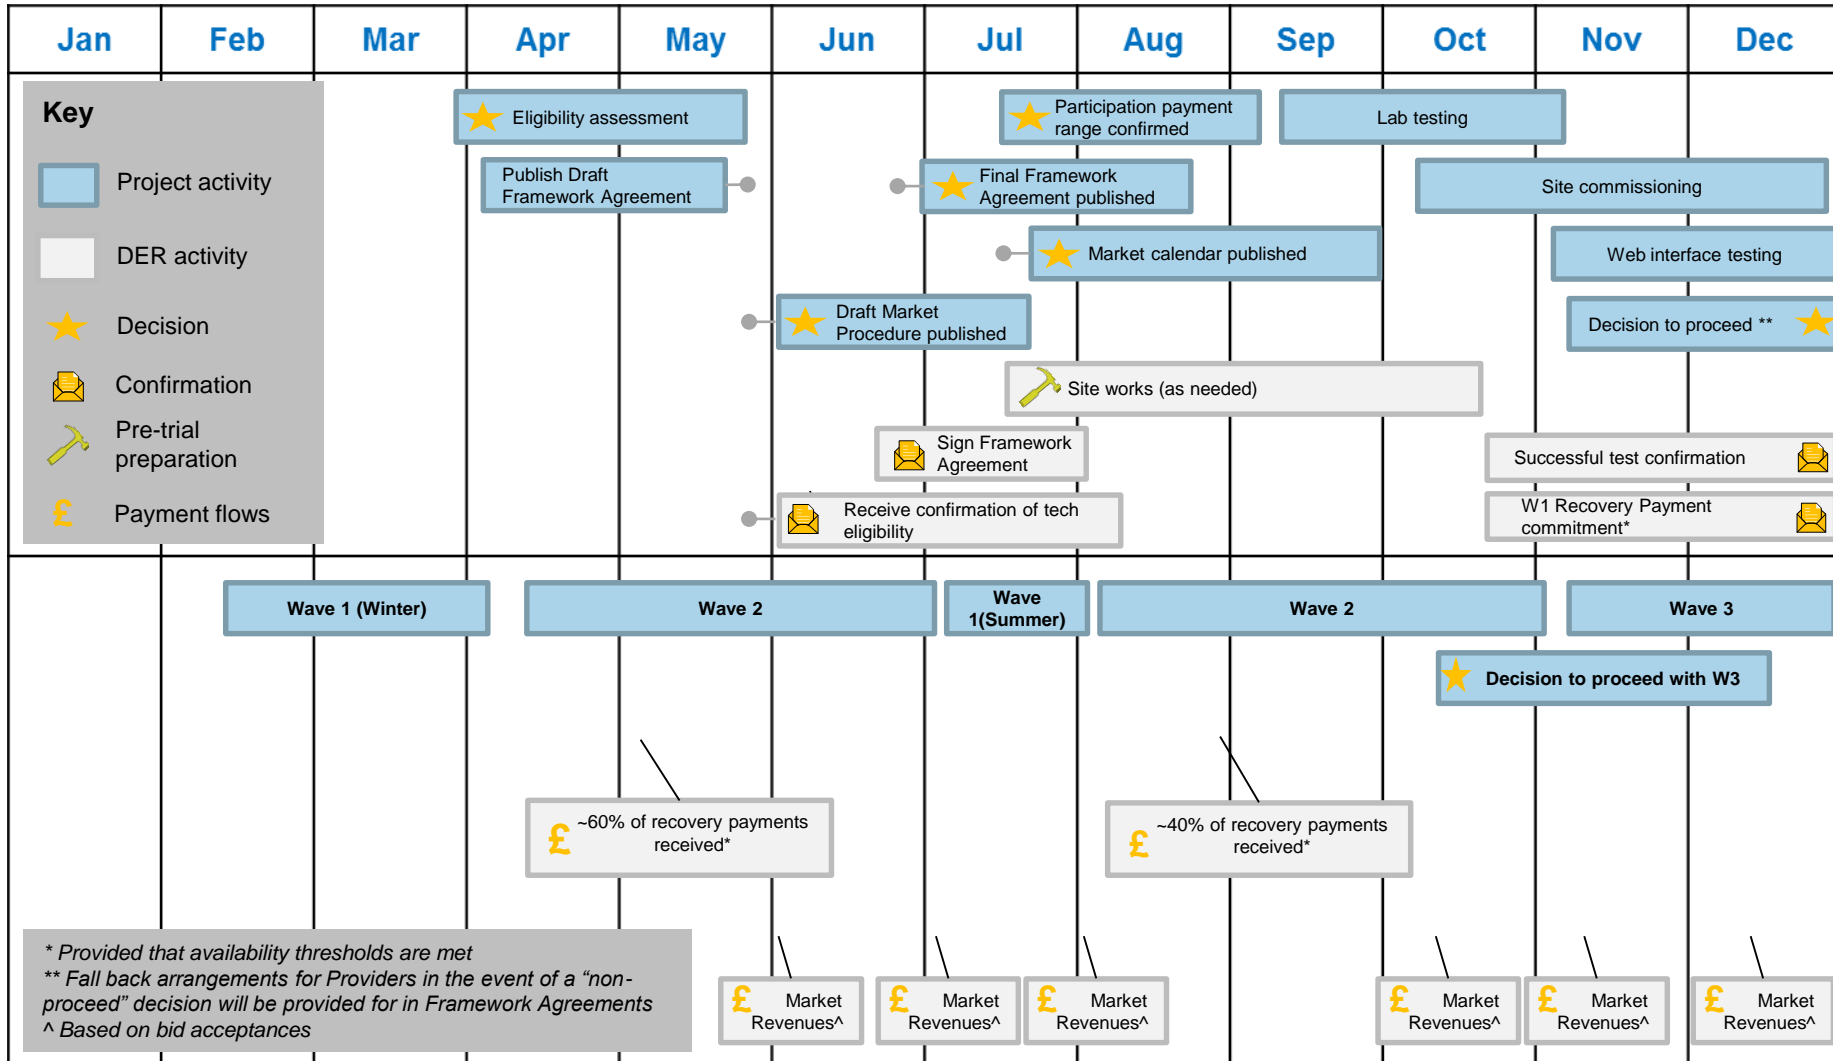 Jan Feb Mar Apr May Jun Jul Aug Sep Oct Nov Dec
Key
Project activity
DER activity
Decision
Confirmation
Pre-trial
preparation
£ Payment flows
Eligibility assessment
Participation payment
range confirmed
Lab testing
Publish Draft
Framework Agreement
Final Framework
Agreement published
Site commissioning
Market calendar published
Web interface testing
Draft Market
Procedure published
Decision to proceed **
Site works (as needed)
Sign Framework
Agreement
Successful test confirmation
Receive confirmation of tech
eligibility
W1 Recovery Payment
commitment*
Wave 1 (Winter)
Wave 2
Wave
1(Summer)
Wave 2
Wave 3
Decision to proceed with W3
£ ~60% of recovery payments
received*
£ ~40% of recovery payments
received*
* Provided that availability thresholds are met
** Fall back arrangements for Providers in the event of a “non-
proceed” decision will be provided for in Framework Agreements
^ Based on bid acceptances
£ Market
Revenues^
£ Market
Revenues^
£ Market
Revenues^
£ Market
Revenues^
£ Market
Revenues^
£ Market
Revenues^